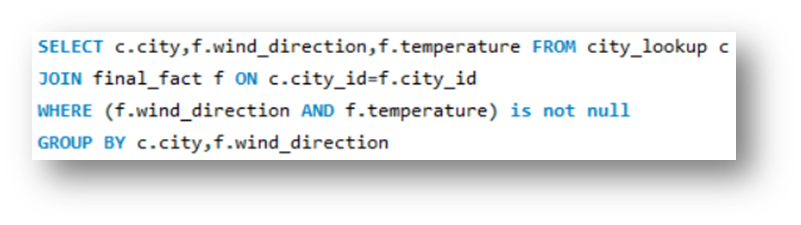 SELECT c.city,f.wind_direction,f.temperature FROM city_lookup c
JOIN final_fact f ON c.city_id=f.city_id
WHERE (f.wind_direction AND f.temperature) is not null
GROUP BY c.city,f.wind_direction